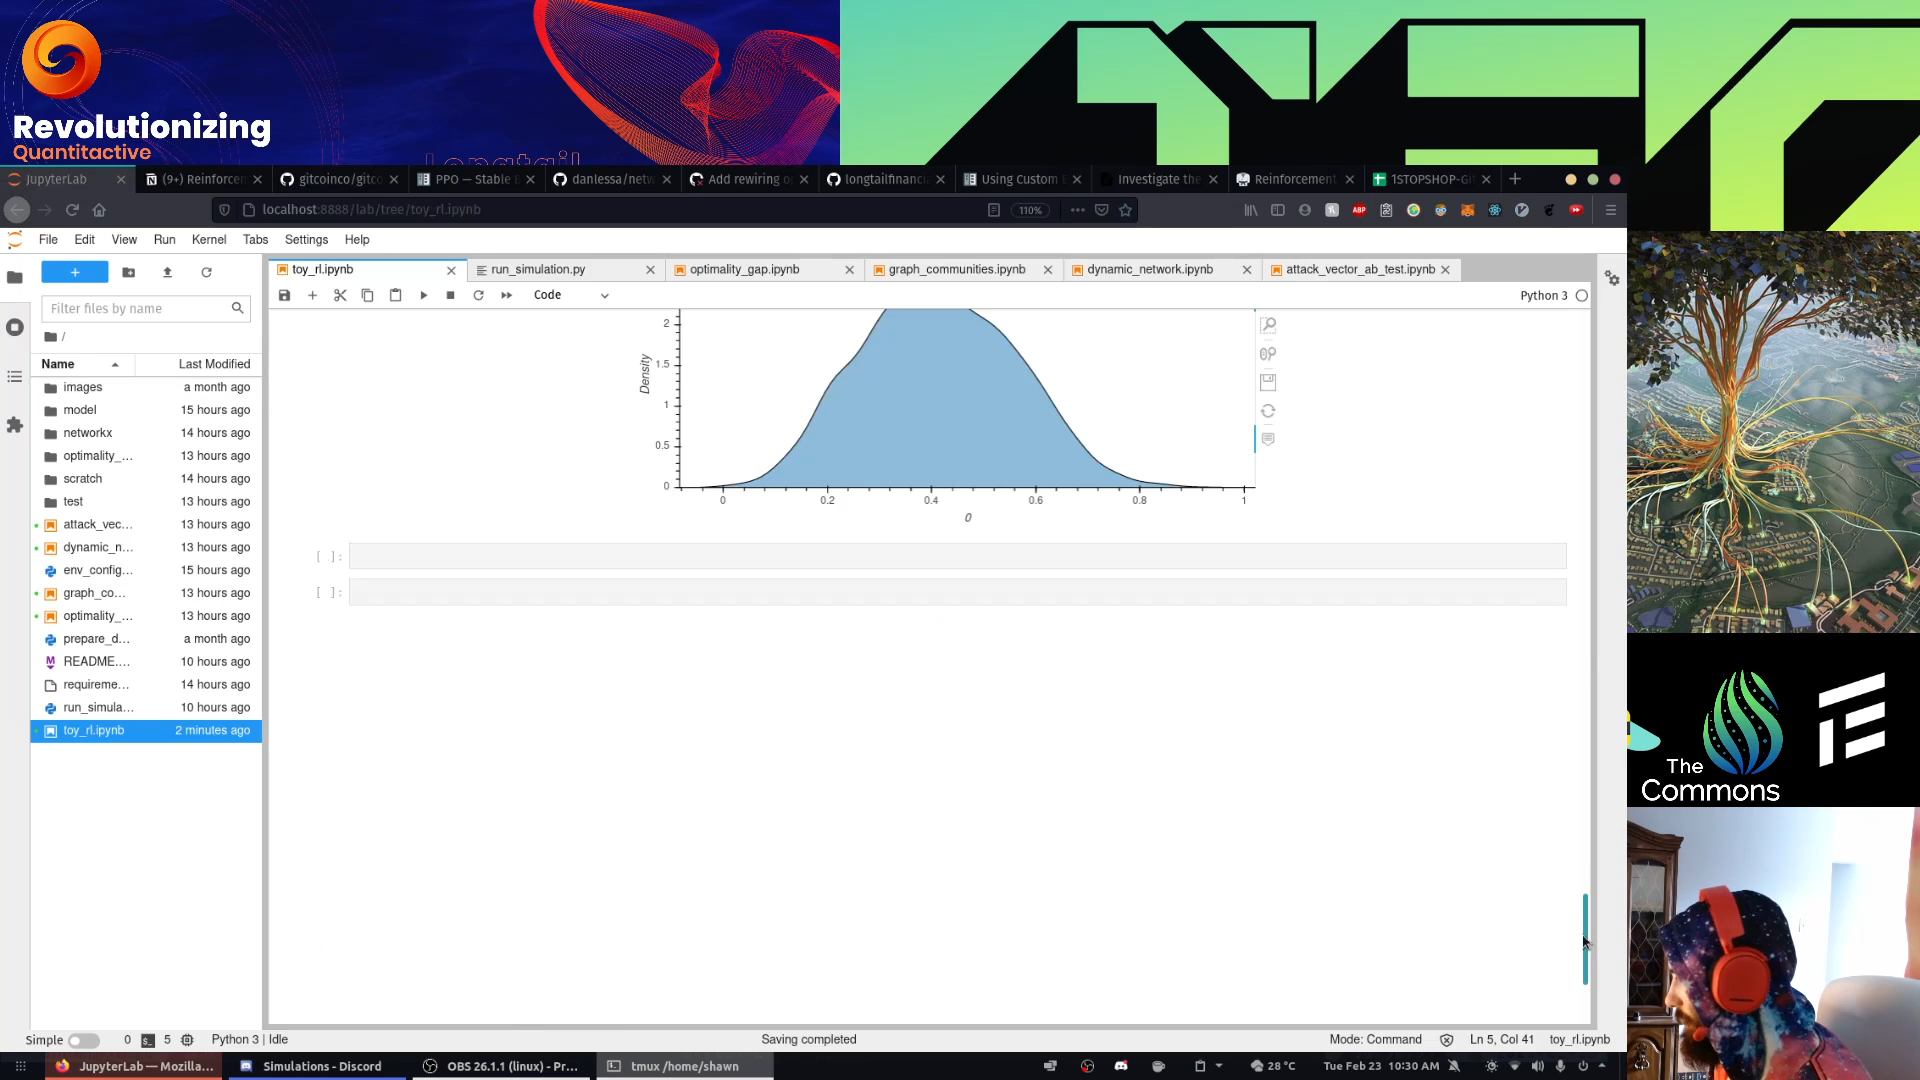 Revolutionizing
Quantitactive
Longtail
JupyterLab
(9+) Reinforcen
gitcoinco/gitco
PPO — Stable B
danlessa/netw
Add rewiring op
longtailfinanci
Using Custom E
Investigate the
Reinforcement
1STOPSHOP-Git
localhost:8888/lab/tree/toy_rl.ipynb
110%
ABP
File Edit View Run Kernel Tabs Settings Help
toy_rl.ipynb
run_simulation.py
optimality_gap.ipynb
graph_communities.ipynb
dynamic_network.ipynb
attack_vector_ab_test.ipynb
Code
Python 3
Filter files by name
/
Name Last Modified
images a month ago
model 15 hours ago
networkx 14 hours ago
optimality_... 13 hours ago
scratch 14 hours ago
test 13 hours ago
attack_vec... 13 hours ago
dynamic_n... 13 hours ago
env_config... 15 hours ago
graph_co... 13 hours ago
optimality_... 13 hours ago
prepare_d... a month ago
README.... 10 hours ago
requireme... 14 hours ago
run_simula... 10 hours ago
toy_rl.ipynb 2 minutes ago
Density
2
1.5
1
0.5
0
0 0.2 0.4 0.6 0.8 1
0
[ ]:
[ ]:
The
Commons
Simple 0 5 Python 3 | Idle
Saving completed
Mode: Command Ln 5, Col 41 toy_rl.ipynb
JupyterLab — Mozilla...
Simulations - Discord
OBS 26.1.1 (linux) - Pr...
tmux /home/shawn
28 °C
Tue Feb 23 10:30 AM